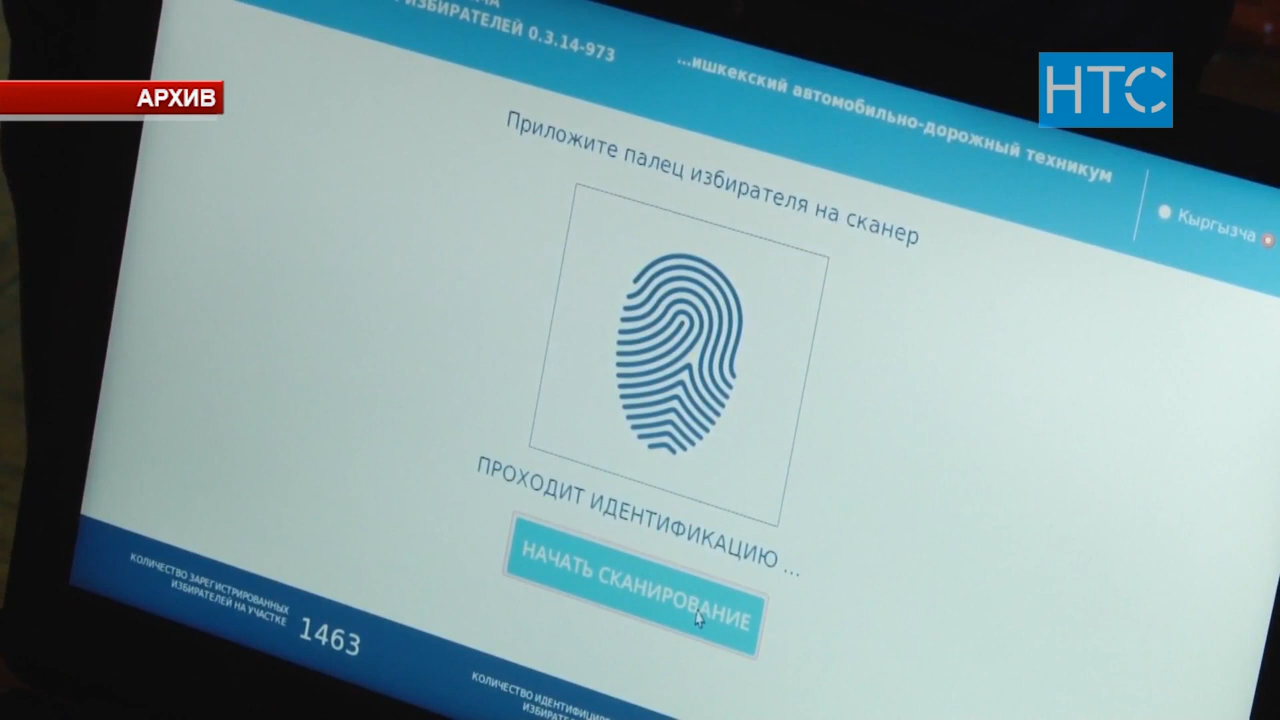 ИЗБИРАТЕЛЕЙ 0.3.14-973
...ишкекский автомобильно-дорожный техникум
НТС
АРХИВ
Кыргызча
Приложите палец избирателя на сканер
ПРОХОДИТ ИДЕНТИФИКАЦИЮ ...
НАЧАТЬ СКАНИРОВАНИЕ
КОЛИЧЕСТВО ЗАРЕГИСТРИРОВАННЫХ
ИЗБИРАТЕЛЕЙ НА УЧАСТКЕ
1463
КОЛИЧЕСТВО